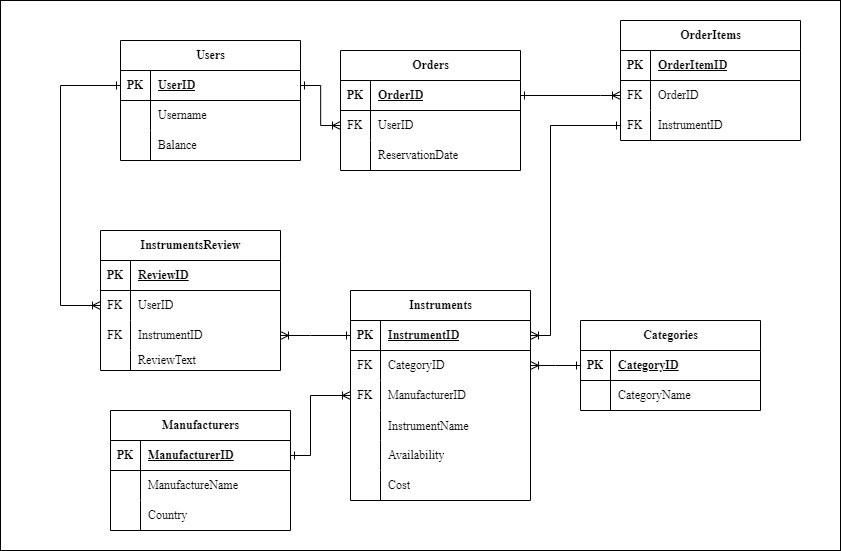 Users
PK UserID
Username
Balance
Orders
PK OrderID
FK UserID
ReservationDate
OrderItems
PK OrderItemID
FK OrderID
FK InstrumentID
InstrumentsReview
PK ReviewID
FK UserID
FK InstrumentID
ReviewText
Instruments
PK InstrumentID
FK CategoryID
FK ManufacturerID
InstrumentName
Availability
Cost
Categories
PK CategoryID
CategoryName
Manufacturers
PK ManufacturerID
ManufactureName
Country